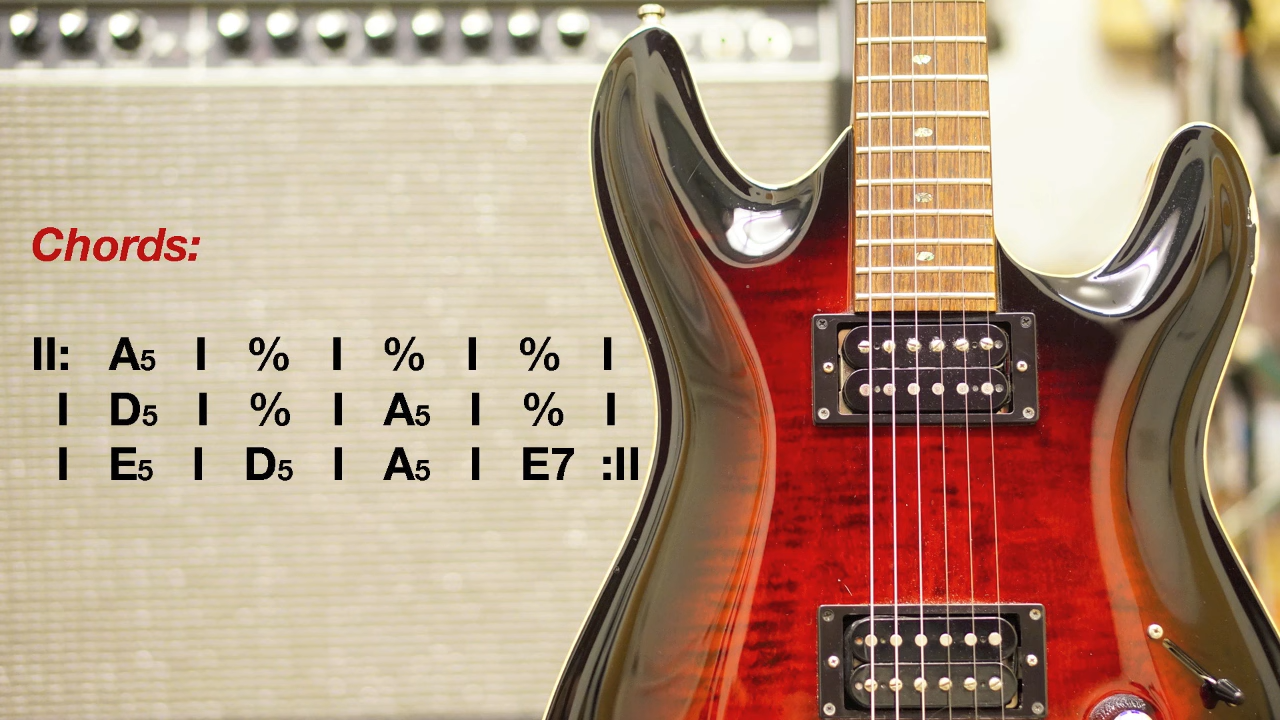 Chords:
II: A5 I % I % I % I
I D5 I % I A5 I % I
I E5 I D5 I A5 I E7 :II